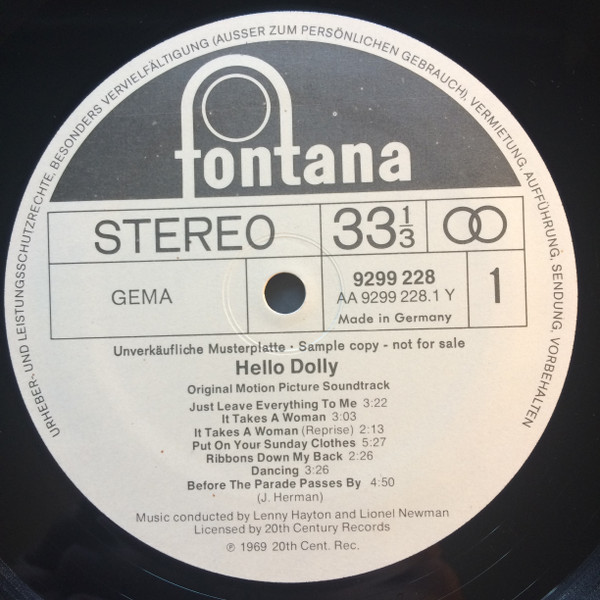 URHEBER- UND LEISTUNGSSCHUTZRECHTE, BESONDERS VERVIELFÄLTIGUNG (AUSSER ZUM PERSÖNLICHEN GEBRAUCH), VERMIETUNG, AUFFÜHRUNG, SENDUNG, VORBEHALTEN
fontana
STEREO 33 1/3
GEMA
9299 228
AA 9299 228.1 Y
Made in Germany
1
Unverkäufliche Musterplatte · Sample copy - not for sale
Hello Dolly
Original Motion Picture Soundtrack
Just Leave Everything To Me 3:22
It Takes A Woman 3:03
It Takes A Woman (Reprise) 2:13
Put On Your Sunday Clothes 5:27
Ribbons Down My Back 2:26
Dancing 3:26
Before The Parade Passes By 4:50
(J. Herman)
Music conducted by Lenny Hayton and Lionel Newman
Licensed by 20th Century Records
℗ 1969 20th Cent. Rec.